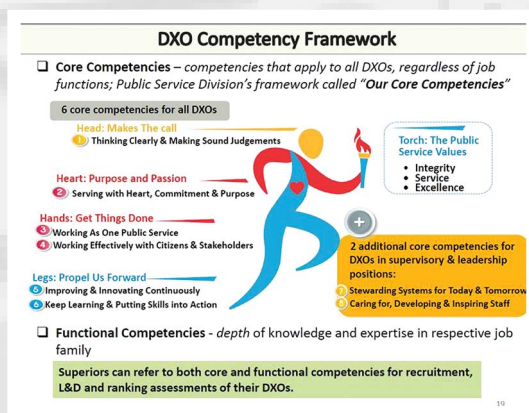 DXO Competency Framework
Core Competencies – competencies that apply to all DXOs, regardless of job
functions; Public Service Division's framework called "Our Core Competencies"
6 core competencies for all DXOs
Head: Makes The call
1 Thinking Clearly & Making Sound Judgements
Heart: Purpose and Passion
2 Serving with Heart, Commitment & Purpose
Hands: Get Things Done
3 Working As One Public Service
4 Working Effectively with Citizens & Stakeholders
Legs: Propel Us Forward
5 Improving & Innovating Continuously
6 Keep Learning & Putting Skills into Action
Torch: The Public
Service Values
• Integrity
• Service
• Excellence
+
2 additional core competencies for
DXOs in supervisory & leadership
positions:
7 Stewarding Systems for Today & Tomorrow
8 Caring for, Developing & Inspiring Staff
Functional Competencies - depth of knowledge and expertise in respective job
family
Superiors can refer to both core and functional competencies for recruitment,
L&D and ranking assessments of their DXOs.
19